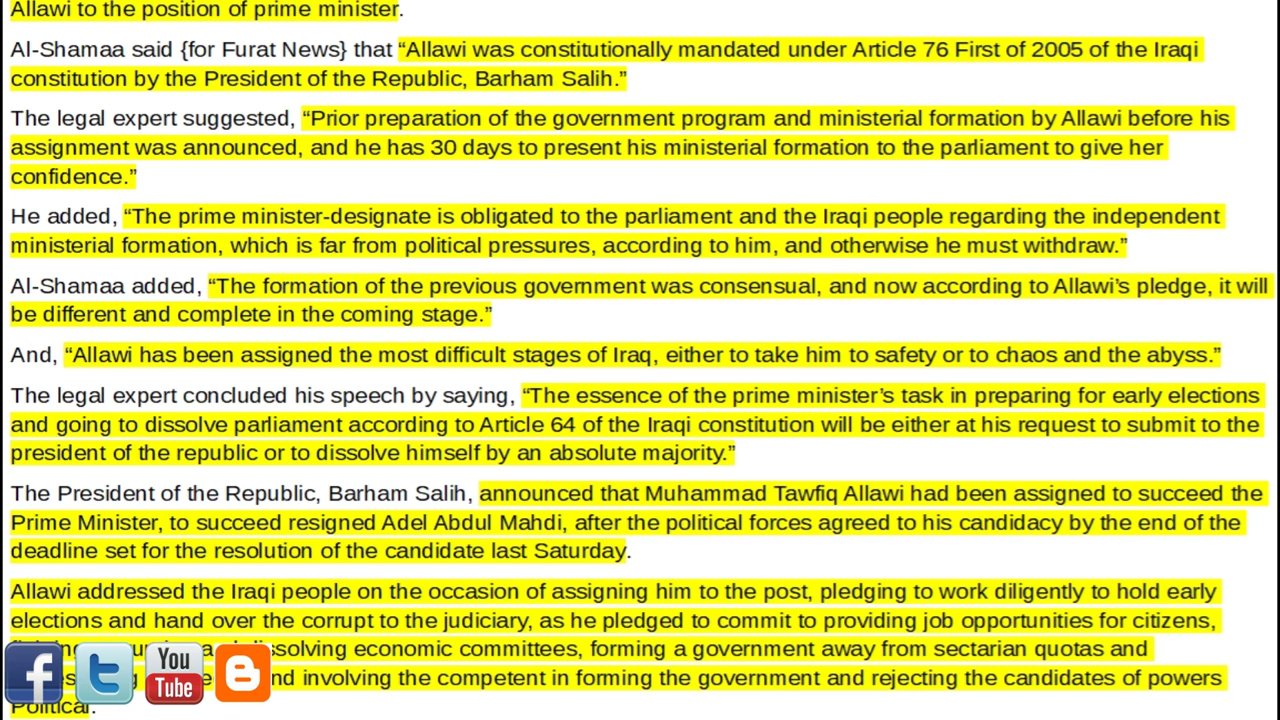 Allawi to the position of prime minister.
Al-Shamaa said {for Furat News} that “Allawi was constitutionally mandated under Article 76 First of 2005 of the Iraqi
constitution by the President of the Republic, Barham Salih.”
The legal expert suggested, “Prior preparation of the government program and ministerial formation by Allawi before his
assignment was announced, and he has 30 days to present his ministerial formation to the parliament to give her
confidence.”
He added, “The prime minister-designate is obligated to the parliament and the Iraqi people regarding the independent
ministerial formation, which is far from political pressures, according to him, and otherwise he must withdraw.”
Al-Shamaa added, “The formation of the previous government was consensual, and now according to Allawi’s pledge, it will
be different and complete in the coming stage.”
And, “Allawi has been assigned the most difficult stages of Iraq, either to take him to safety or to chaos and the abyss.”
The legal expert concluded his speech by saying, “The essence of the prime minister’s task in preparing for early elections
and going to dissolve parliament according to Article 64 of the Iraqi constitution will be either at his request to submit to the
president of the republic or to dissolve himself by an absolute majority.”
The President of the Republic, Barham Salih, announced that Muhammad Tawfiq Allawi had been assigned to succeed the
Prime Minister, to succeed resigned Adel Abdul Mahdi, after the political forces agreed to his candidacy by the end of the
deadline set for the resolution of the candidate last Saturday.
Allawi addressed the Iraqi people on the occasion of assigning him to the post, pledging to work diligently to hold early
elections and hand over the corrupt to the judiciary, as he pledged to commit to providing job opportunities for citizens,
dissolving economic committees, forming a government away from sectarian quotas and
and involving the competent in forming the government and rejecting the candidates of powers
Political.
f t You Tube B